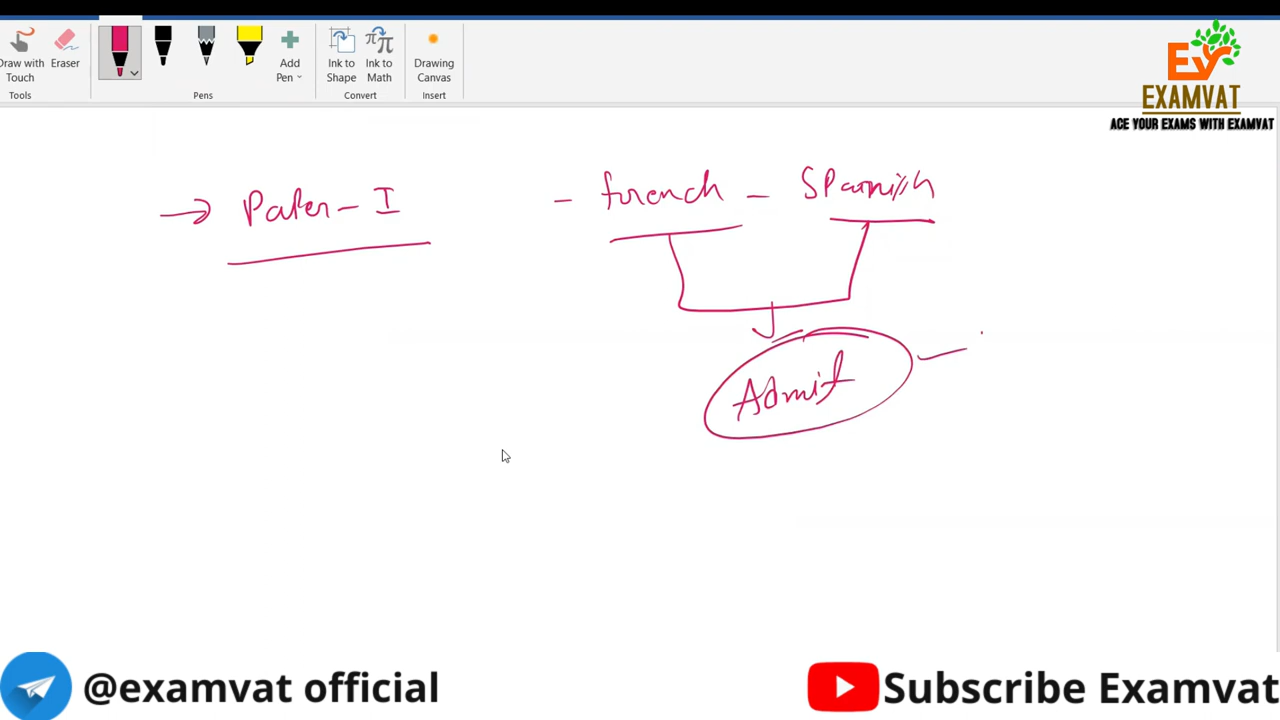 Draw with Touch
Eraser
Add Pen
Ink to Shape
Ink to Math
Drawing Canvas
Tools
Pens
Convert
Insert
EV
EXAMVAT
ACE YOUR EXAMS WITH EXAMVAT
→ Paper - I - french - Spanish
Admit
@examvat official
Subscribe Examvat